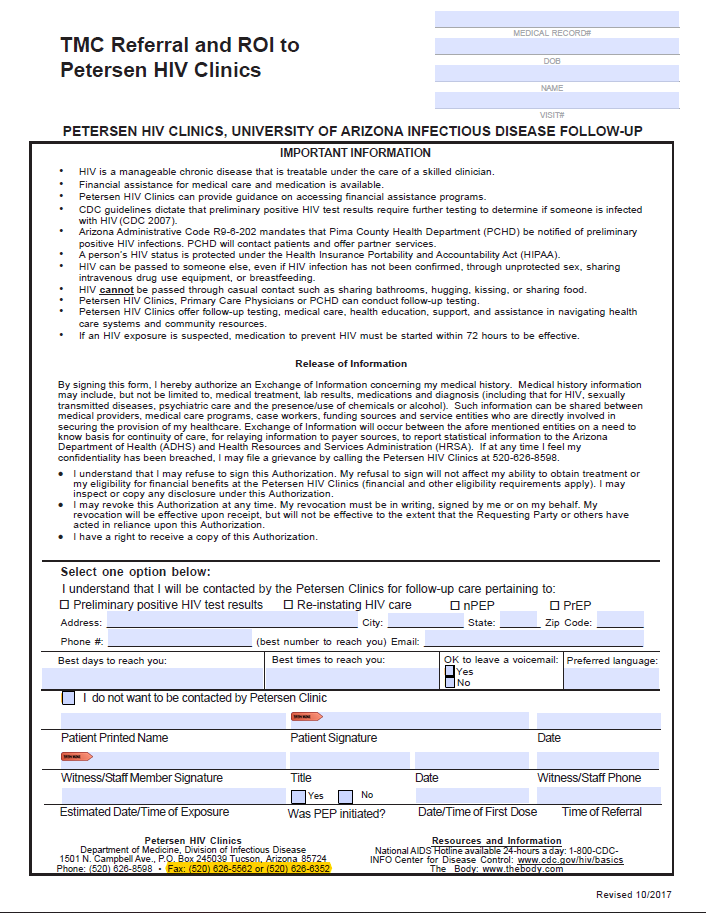 TMC Referral and ROI to
Petersen HIV Clinics
MEDICAL RECORD#
DOB
NAME
VISIT#
PETERSEN HIV CLINICS, UNIVERSITY OF ARIZONA INFECTIOUS DISEASE FOLLOW-UP
IMPORTANT INFORMATION
• HIV is a manageable chronic disease that is treatable under the care of a skilled clinician.
• Financial assistance for medical care and medication is available.
• Petersen HIV Clinics can provide guidance on accessing financial assistance programs.
• CDC guidelines dictate that preliminary positive HIV test results require further testing to determine if someone is infected
with HIV (CDC 2007).
• Arizona Administrative Code R9-6-202 mandates that Pima County Health Department (PCHD) be notified of preliminary
positive HIV infections. PCHD will contact patients and offer partner services.
• A person's HIV status is protected under the Health Insurance Portability and Accountability Act (HIPAA).
• HIV can be passed to someone else, even if HIV infection has not been confirmed, through unprotected sex, sharing
intravenous drug use equipment, or breastfeeding.
• HIV cannot be passed through casual contact such as sharing bathrooms, hugging, kissing, or sharing food.
• Petersen HIV Clinics, Primary Care Physicians or PCHD can conduct follow-up testing.
• Petersen HIV Clinics offer follow-up testing, medical care, health education, support, and assistance in navigating health
care systems and community resources.
• If an HIV exposure is suspected, medication to prevent HIV must be started within 72 hours to be effective.
Release of Information
By signing this form, I hereby authorize an Exchange of Information concerning my medical history. Medical history information
may include, but not be limited to, medical treatment, lab results, medications and diagnosis (including that for HIV, sexually
transmitted diseases, psychiatric care and the presence/use of chemicals or alcohol). Such information can be shared between
medical providers, medical care programs, case workers, funding sources and service entities who are directly involved in
securing the provision of my healthcare. Exchange of Information will occur between the afore mentioned entities on a need to
know basis for continuity of care, for relaying information to payer sources, to report statistical information to the Arizona
Department of Health (ADHS) and Health Resources and Services Administration (HRSA). If at any time I feel my
confidentiality has been breached, I may file a grievance by calling the Petersen HIV Clinics at 520-626-8598.
● I understand that I may refuse to sign this Authorization. My refusal to sign will not affect my ability to obtain treatment or
my eligibility for financial benefits at the Petersen HIV Clinics (financial and other eligibility requirements apply). I may
inspect or copy any disclosure under this Authorization.
● I may revoke this Authorization at any time. My revocation must be in writing, signed by me or on my behalf. My
revocation will be effective upon receipt, but will not be effective to the extent that the Requesting Party or others have
acted in reliance upon this Authorization.
● I have a right to receive a copy of this Authorization.
Select one option below:
I understand that I will be contacted by the Petersen Clinics for follow-up care pertaining to:
☐ Preliminary positive HIV test results ☐ Re-instating HIV care ☐ nPEP ☐ PrEP
Address: City: State: Zip Code:
Phone #: (best number to reach you) Email:
Best days to reach you: Best times to reach you: OK to leave a voicemail: Preferred language:
☐ Yes
☐ No
☐ I do not want to be contacted by Petersen Clinic
Patient Printed Name Patient Signature Date
Witness/Staff Member Signature Title Date Witness/Staff Phone
☐ Yes ☐ No
Estimated Date/Time of Exposure Was PEP initiated? Date/Time of First Dose Time of Referral
Petersen HIV Clinics
Department of Medicine, Division of Infectious Disease
1501 N. Campbell Ave., P.O. Box 245039 Tucson, Arizona 85724
Phone: (520) 626-8598 • Fax: (520) 626-5562 or (520) 626-6352
Resources and Information
National AIDS Hotline available 24-hours a day: 1-800-CDC-
INFO Center for Disease Control: www.cdc.gov/hiv/basics
The Body: www.thebody.com
Revised 10/2017